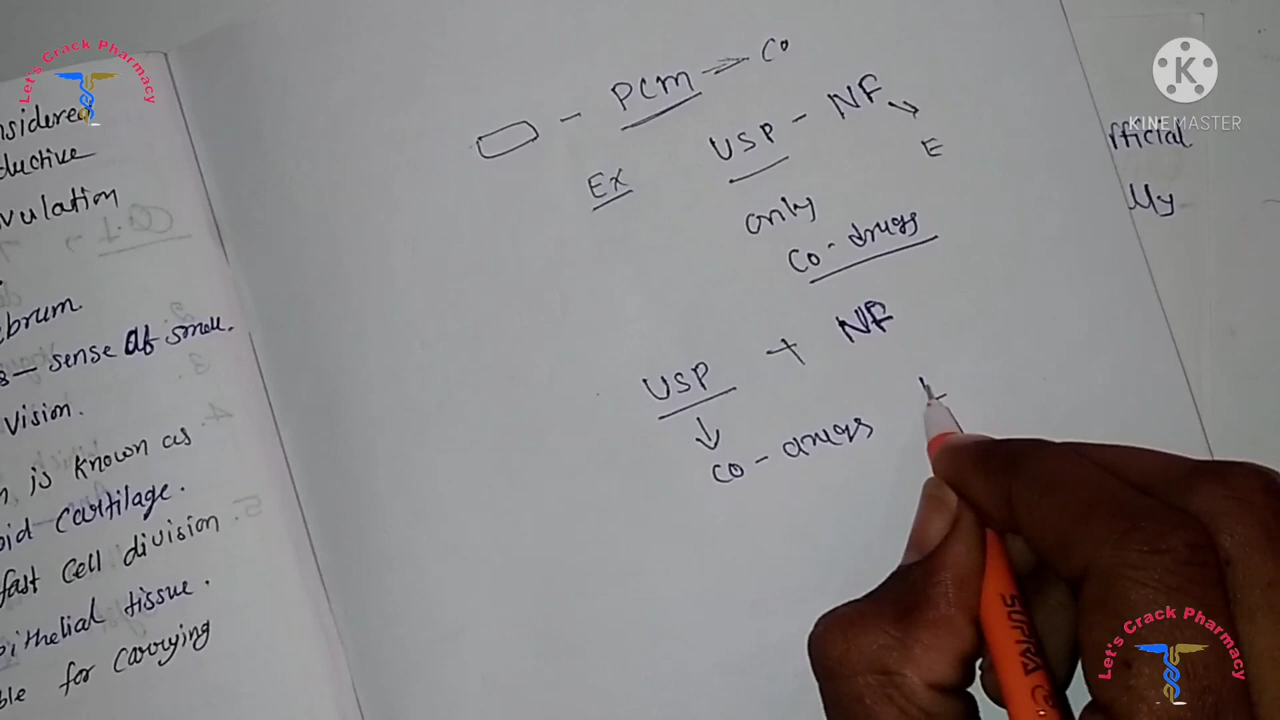 Let's Crack Pharmacy
nsidered
ductive
vulation
ebrum.
s - sense of smell.
vision.
n is known as
oid cartilage.
fast cell division
ithelial tissue.
ble for carrying
PCM → CO
Ex USP - NF → E
only
CO-drugs
USP + NF
↓
CO-drugs
KINEMASTER
fficial
My
SUPRA
Let's Crack Pharmacy